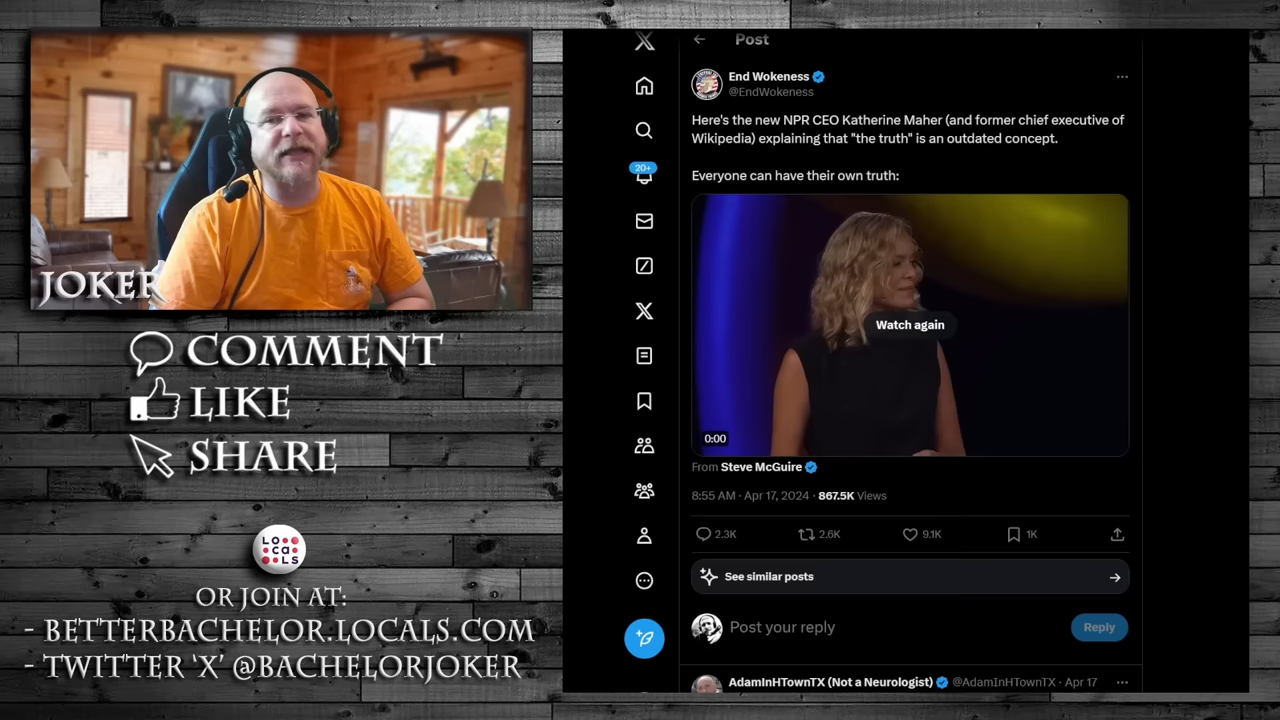 JOKER
COMMENT
LIKE
SHARE
LOCALS
OR JOIN AT:
- BETTERBACHELOR.LOCALS.COM
- TWITTER 'X' @BACHELORJOKER
Post
End Wokeness
@EndWokeness
Here's the new NPR CEO Katherine Maher (and former chief executive of
Wikipedia) explaining that "the truth" is an outdated concept.
Everyone can have their own truth:
20+
Watch again
0:00
From Steve McGuire
8:55 AM · Apr 17, 2024 · 867.5K Views
2.3K 2.6K 9.1K 1K
See similar posts
Post your reply
Reply
AdamInHTownTX (Not a Neurologist) @AdamInHTownTX · Apr 17